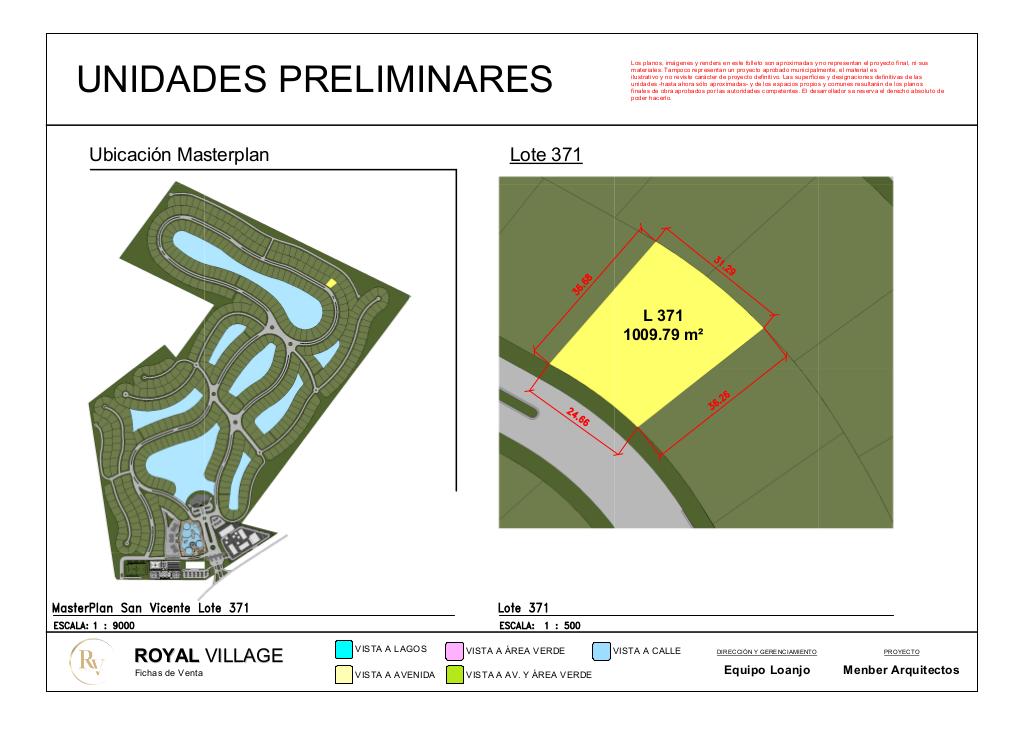 UNIDADES PRELIMINARES
Los planos, imágenes y renders en este folleto son aproximadas y no representan el proyecto final, ni sus
materiales. Tampoco representan un proyecto aprobado municipalmente, el material es
ilustrativo y no reviste carácter de proyecto definitivo. Las superficies y designaciones definitivas de las
unidades -hasta ahora sólo aproximadas- y de los espacios propios y comunes resultarán de los planos
finales de obra aprobados por las autoridades competentes. El desarrollador se reserva el derecho absoluto de
poder hacerlo.
Ubicación Masterplan
Lote 371
36.68
31.29
L 371
1009.79 m²
24.66
36.26
MasterPlan San Vicente Lote 371
ESCALA: 1 : 9000
Lote 371
ESCALA: 1 : 500
RV
ROYAL VILLAGE
Fichas de Venta
VISTA A LAGOS
VISTA A ÁREA VERDE
VISTA A CALLE
VISTA A AVENIDA
VISTA A AV. Y ÁREA VERDE
DIRECCIÓN Y GERENCIAMIENTO
Equipo Loanjo
PROYECTO
Menber Arquitectos